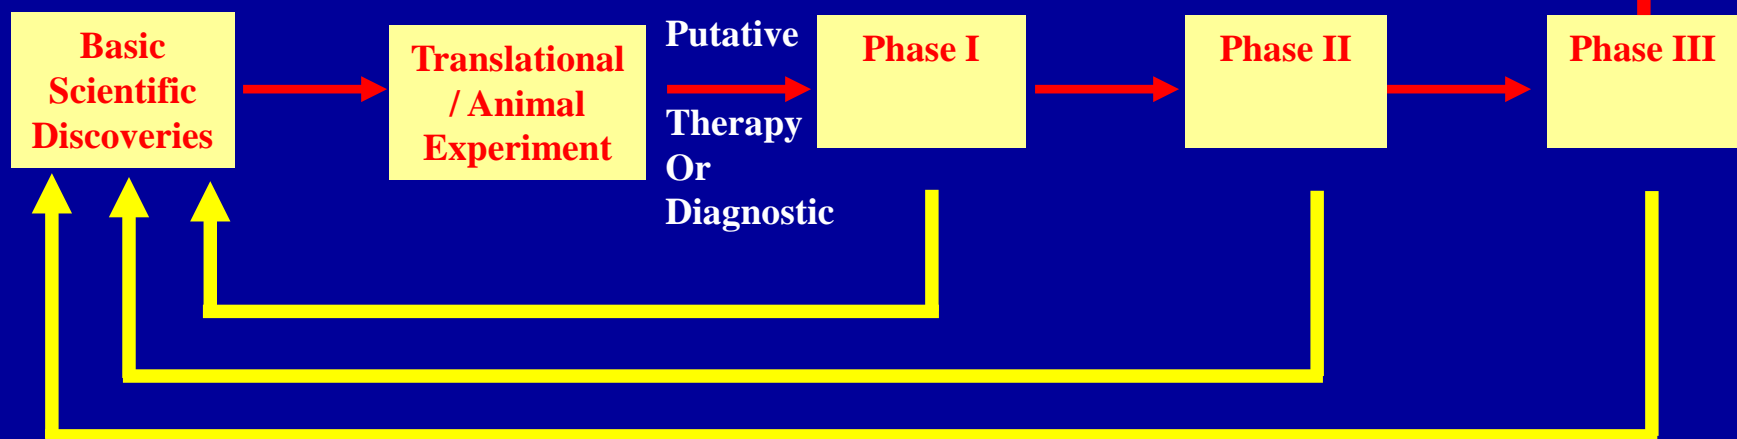 Basic
Scientific
Discoveries
Translational
/ Animal
Experiment
Putative
Therapy
Or
Diagnostic
Phase I
Phase II
Phase III